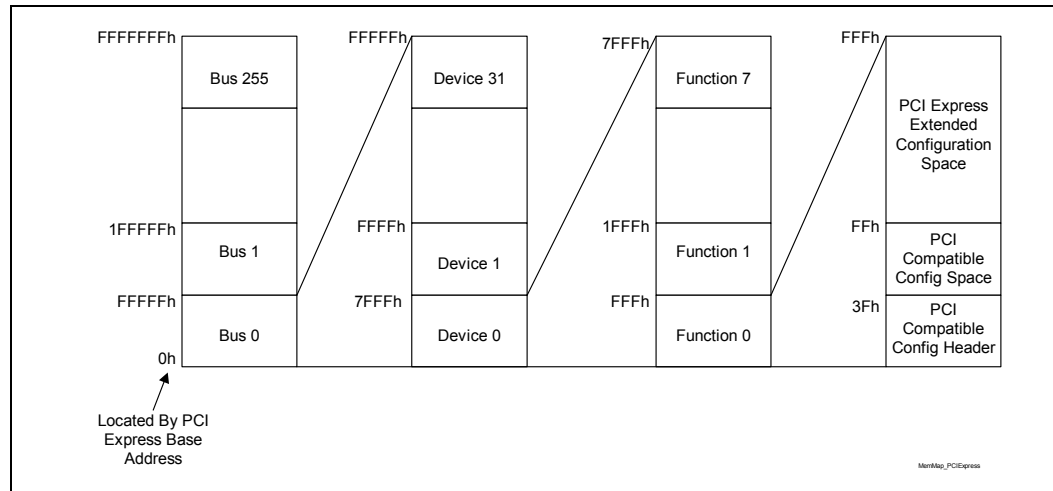 FFFFFFFh
Bus 255
1FFFFFh
Bus 1
FFFFFh
Bus 0
0h
Located By PCI
Express Base
Address
FFFFFh
Device 31
FFFFh
Device 1
7FFFh
Device 0
7FFFh
Function 7
1FFFh
Function 1
FFFh
Function 0
FFFh
PCI Express
Extended
Configuration
Space
FFh
PCI
Compatible
Config Space
3Fh
PCI
Compatible
Config Header
MemMap_PCIExpress